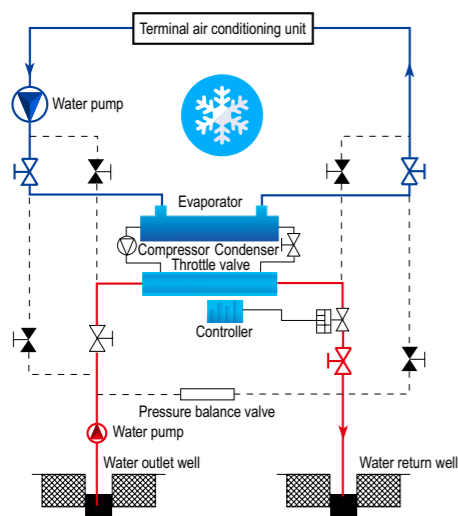 Terminal air conditioning unit
Water pump
Evaporator
Compressor Condenser
Throttle valve
Controller
Pressure balance valve
Water pump
Water outlet well
Water return well